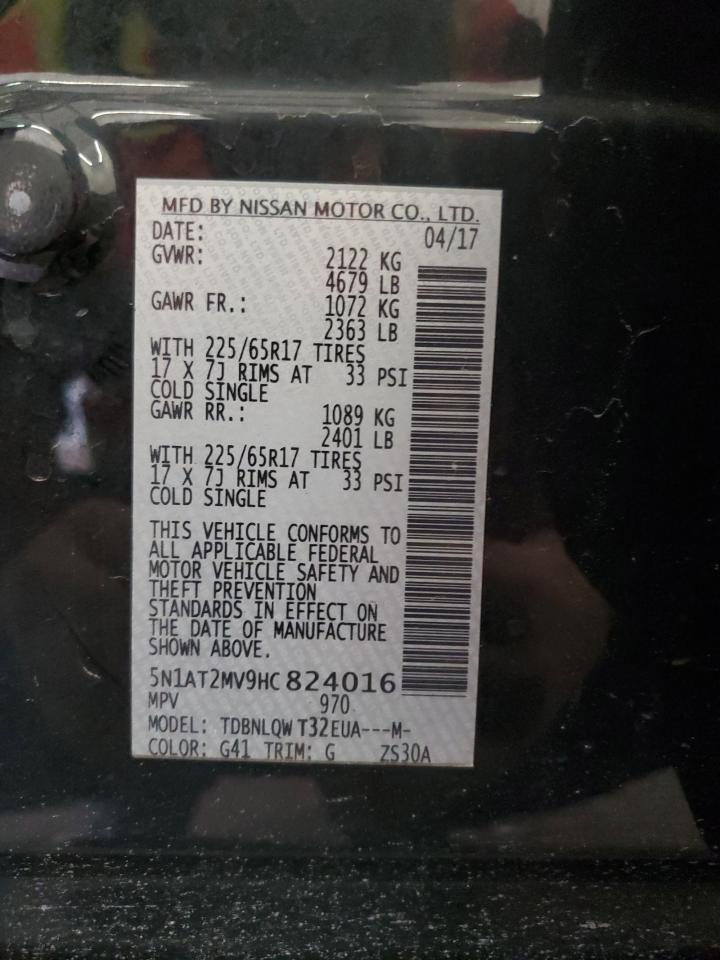 MFD BY NISSAN MOTOR CO., LTD.
DATE: 04/17
GVWR: 2122 KG
4679 LB
GAWR FR.: 1072 KG
2363 LB
WITH 225/65R17 TIRES
17 X 7J RIMS AT 33 PSI
COLD SINGLE
GAWR RR.: 1089 KG
2401 LB
WITH 225/65R17 TIRES
17 X 7J RIMS AT 33 PSI
COLD SINGLE
THIS VEHICLE CONFORMS TO
ALL APPLICABLE FEDERAL
MOTOR VEHICLE SAFETY AND
THEFT PREVENTION
STANDARDS IN EFFECT ON
THE DATE OF MANUFACTURE
SHOWN ABOVE.
5N1AT2MV9HC824016
MPV 970
MODEL: TDBNLQW T32EUA---M-
COLOR: G41 TRIM: G ZS30A